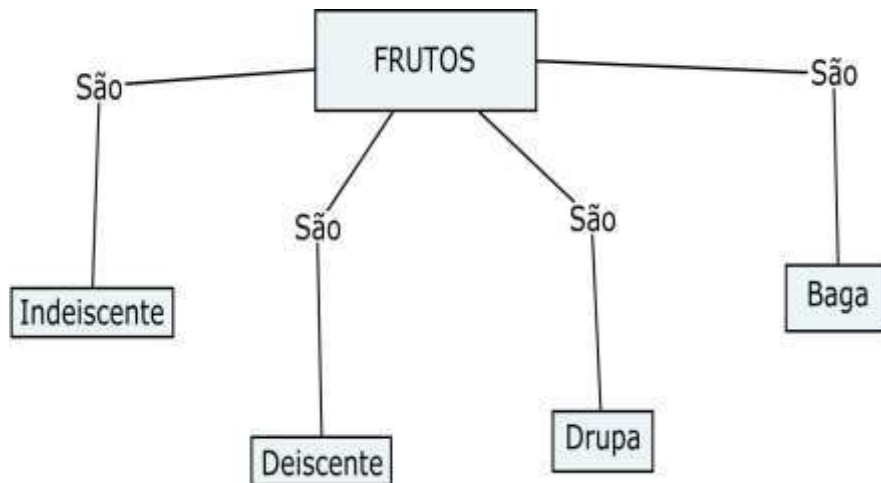 FRUTOS
São
São
São
São
Indeiscente
Deiscente
Drupa
Baga